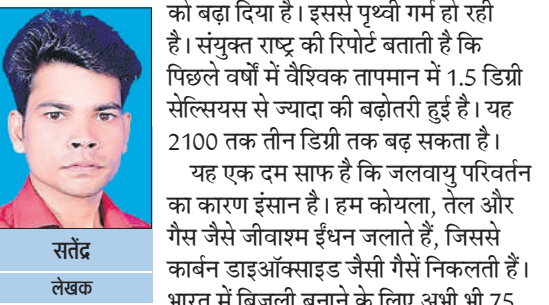 को बढ़ा दिया है। इससे पृथ्वी गर्म हो रही
है। संयुक्त राष्ट्र की रिपोर्ट बताती है कि
पिछले वर्षों में वैश्विक तापमान में 1.5 डिग्री
सेल्सियस से ज्यादा की बढ़ोतरी हुई है। यह
2100 तक तीन डिग्री तक बढ़ सकता है।
यह एक दम साफ है कि जलवायु परिवर्तन
का कारण इंसान है। हम कोयला, तेल और
गैस जैसे जीवाश्म ईंधन जलाते हैं, जिससे
कार्बन डाइऑक्साइड जैसी गैसें निकलती हैं।
भारत में बिजली बनाने के लिए अभी भी 75
सतेंद्र
लेखक